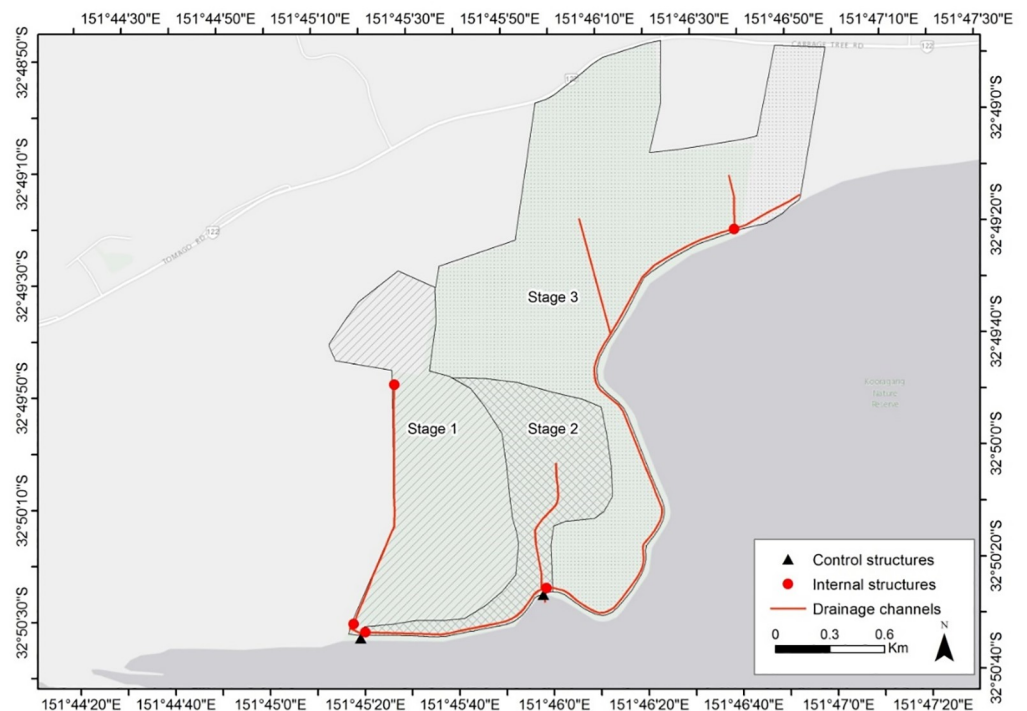 151°44'30"E 151°44'50"E 151°45'10"E 151°45'30"E 151°45'50"E 151°46'10"E 151°46'30"E 151°46'50"E 151°47'10"E 151°47'30"E
CABBAGE TREE RD
122
122
32°48'50"S
32°49'0"S
32°49'10"S
32°49'20"S
TOMAGO RD
122
32°49'30"S
Stage 3
32°49'40"S
32°49'50"S
Kooragang
Nature
Reserve
Stage 1
Stage 2
32°50'0"S
32°50'10"S
32°50'20"S
Control structures
Internal structures
Drainage channels
32°50'30"S
0 0.3 0.6
Km
N
32°50'40"S
151°44'20"E 151°44'40"E 151°45'0"E 151°45'20"E 151°45'40"E 151°46'0"E 151°46'20"E 151°46'40"E 151°47'0"E 151°47'20"E